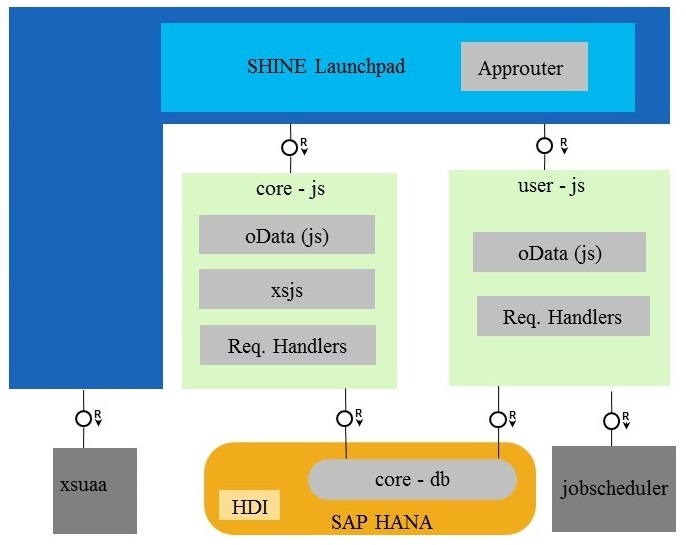 SHINE Launchpad
Approuter
R
R
core - js
oData (js)
xsjs
Req. Handlers
user - js
oData (js)
Req. Handlers
R
R
R
R
xsuaa
core - db
HDI
SAP HANA
jobscheduler